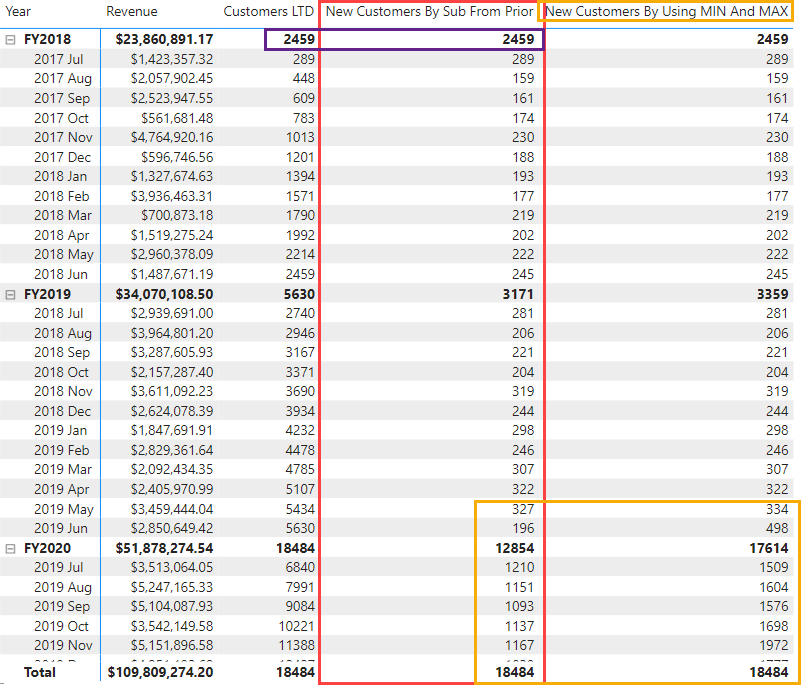 Year Revenue Customers LTD New Customers By Sub From Prior New Customers By Using MIN And MAX
FY2018 $23,860,891.17 2459 2459 2459
2017 Jul $1,423,357.32 289 289 289
2017 Aug $2,057,902.45 448 159 159
2017 Sep $2,523,947.55 609 161 161
2017 Oct $561,681.48 783 174 174
2017 Nov $4,764,920.16 1013 230 230
2017 Dec $596,746.56 1201 188 188
2018 Jan $1,327,674.63 1394 193 193
2018 Feb $3,936,463.31 1571 177 177
2018 Mar $700,873.18 1790 219 219
2018 Apr $1,519,275.24 1992 202 202
2018 May $2,960,378.09 2214 222 222
2018 Jun $1,487,671.19 2459 245 245
FY2019 $34,070,108.50 5630 3171 3359
2018 Jul $2,939,691.00 2740 281 281
2018 Aug $3,964,801.20 2946 206 206
2018 Sep $3,287,605.93 3167 221 221
2018 Oct $2,157,287.40 3371 204 204
2018 Nov $3,611,092.23 3690 319 319
2018 Dec $2,624,078.39 3934 244 244
2019 Jan $1,847,691.91 4232 298 298
2019 Feb $2,829,361.64 4478 246 246
2019 Mar $2,092,434.35 4785 307 307
2019 Apr $2,405,970.99 5107 322 322
2019 May $3,459,444.04 5434 327 334
2019 Jun $2,850,649.42 5630 196 498
FY2020 $51,878,274.54 18484 12854 17614
2019 Jul $3,513,064.05 6840 1210 1509
2019 Aug $5,247,165.33 7991 1151 1604
2019 Sep $5,104,087.93 9084 1093 1576
2019 Oct $3,542,149.58 10221 1137 1698
2019 Nov $5,151,896.58 11388 1167 1972
Total $109,809,274.20 18484 18484 18484